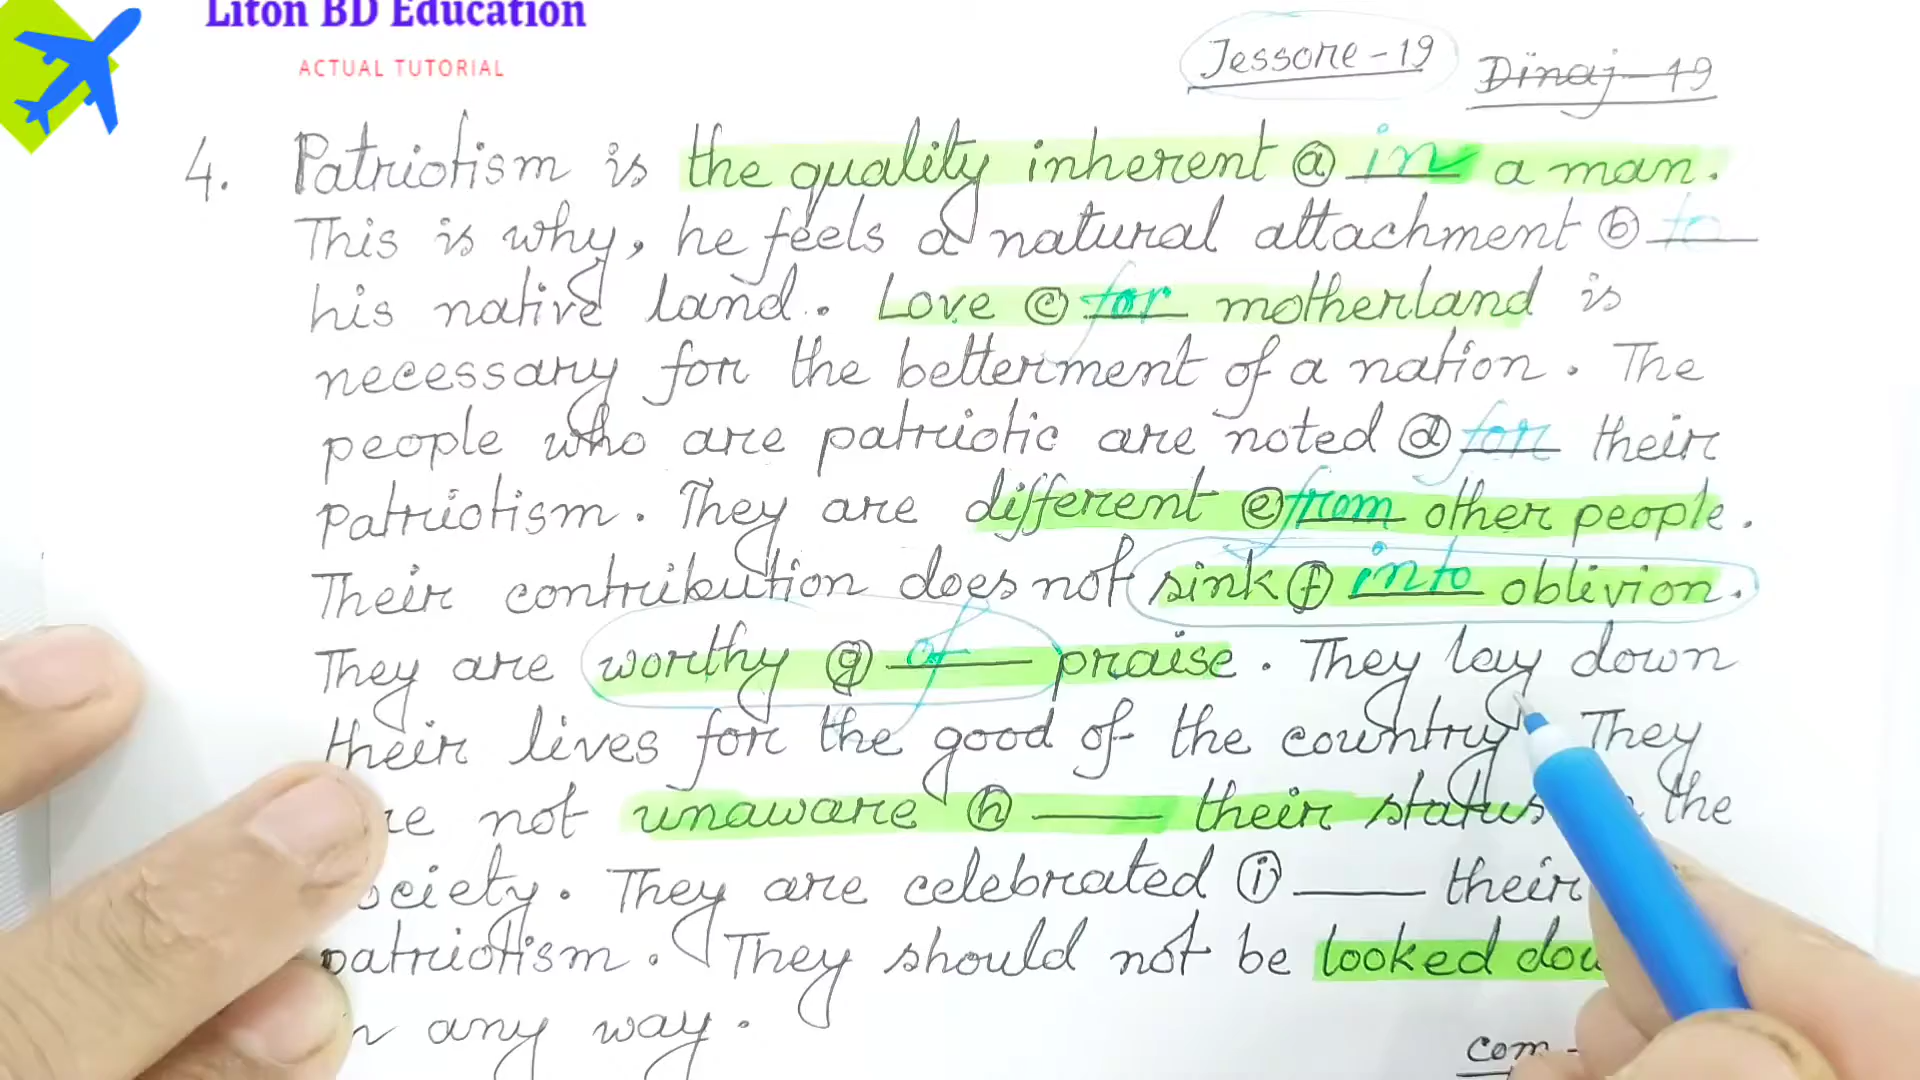 Liton BD Education
ACTUAL TUTORIAL
Jessore-19 Dinaj-19
4. Patriotism is the quality inherent ⓐ in a man.
This is why, he feels a natural attachment ⓑ to
his native land. Love ⓒ for motherland is
necessary for the betterment of a nation. The
people who are patriotic are noted ⓓ for their
patriotism. They are different ⓔ from other people.
Their contribution does not sink ⓕ into oblivion.
They are worthy ⓖ of praise. They lay down
their lives for the good of the country They
not unaware ⓗ ___ their status the
society. They are celebrated ⓘ ___ their
patriotism. They should not be looked
any way.
com-